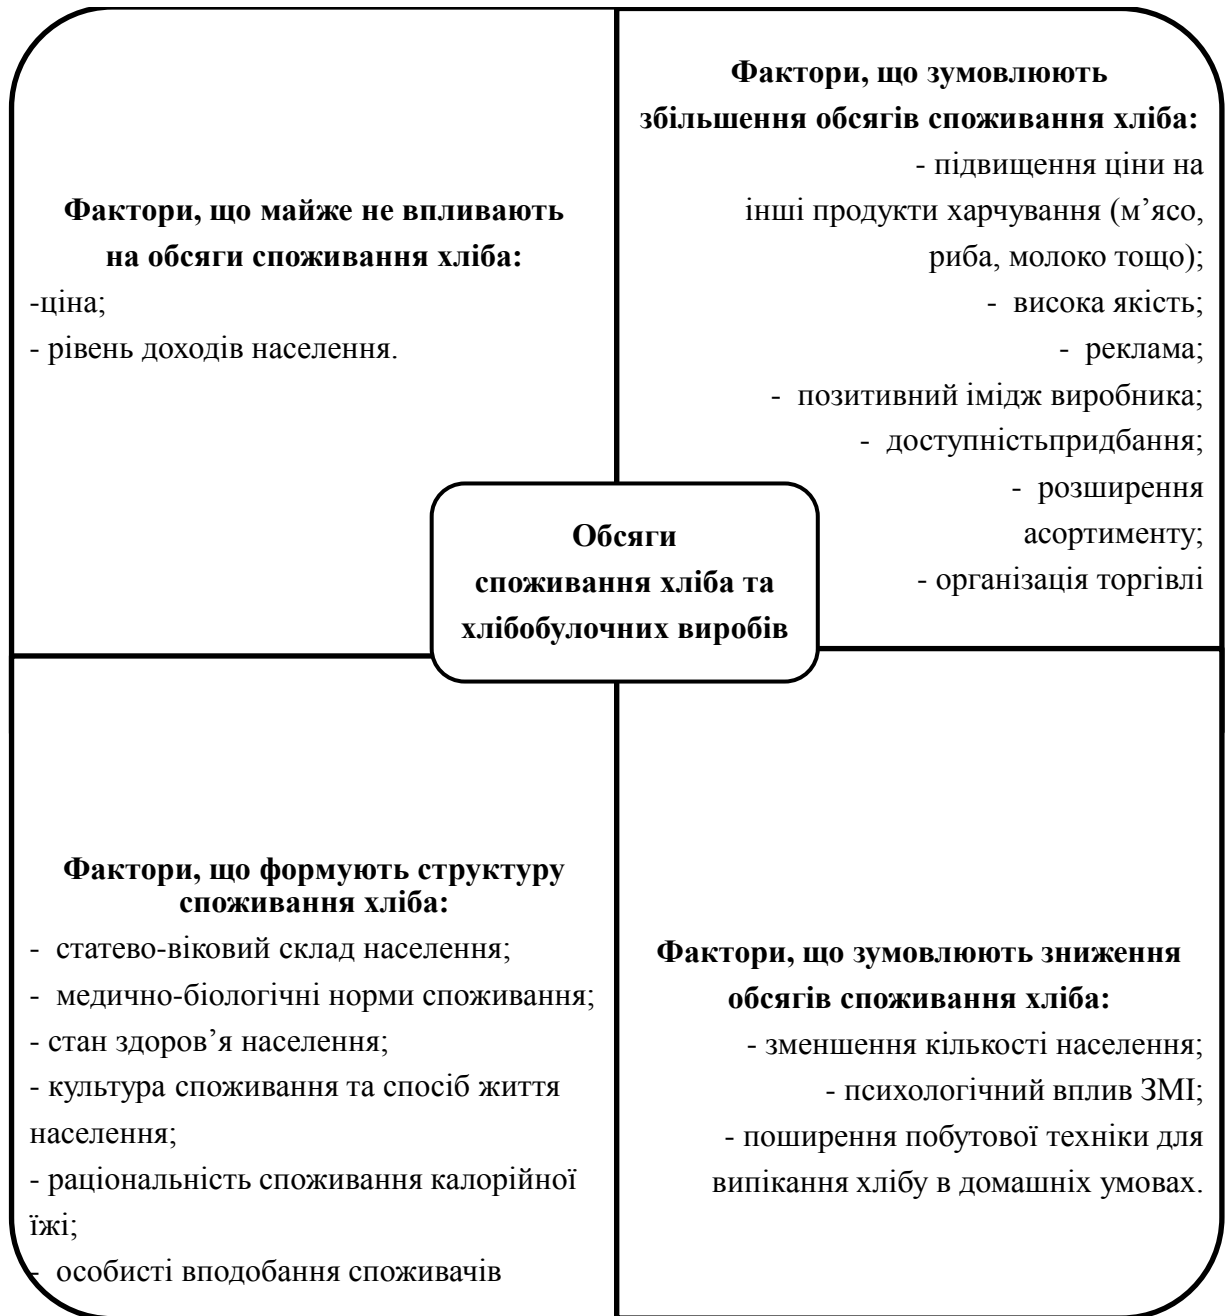 Фактори, що майже не впливають
на обсяги споживання хліба:
-ціна;
- рівень доходів населення.
Фактори, що зумовлюють
збільшення обсягів споживання хліба:
- підвищення ціни на
інші продукти харчування (м’ясо,
риба, молоко тощо);
- висока якість;
- реклама;
- позитивний імідж виробника;
- доступністьпридбання;
- розширення
асортименту;
- організація торгівлі
Обсяги
споживання хліба та
хлібобулочних виробів
Фактори, що формують структуру
споживання хліба:
- статево-віковий склад населення;
- медично-біологічні норми споживання;
- стан здоров’я населення;
- культура споживання та спосіб життя
населення;
- раціональність споживання калорійної
їжі;
- особисті вподобання споживачів
Фактори, що зумовлюють зниження
обсягів споживання хліба:
- зменшення кількості населення;
- психологічний вплив ЗМІ;
- поширення побутової техніки для
випікання хлібу в домашніх умовах.